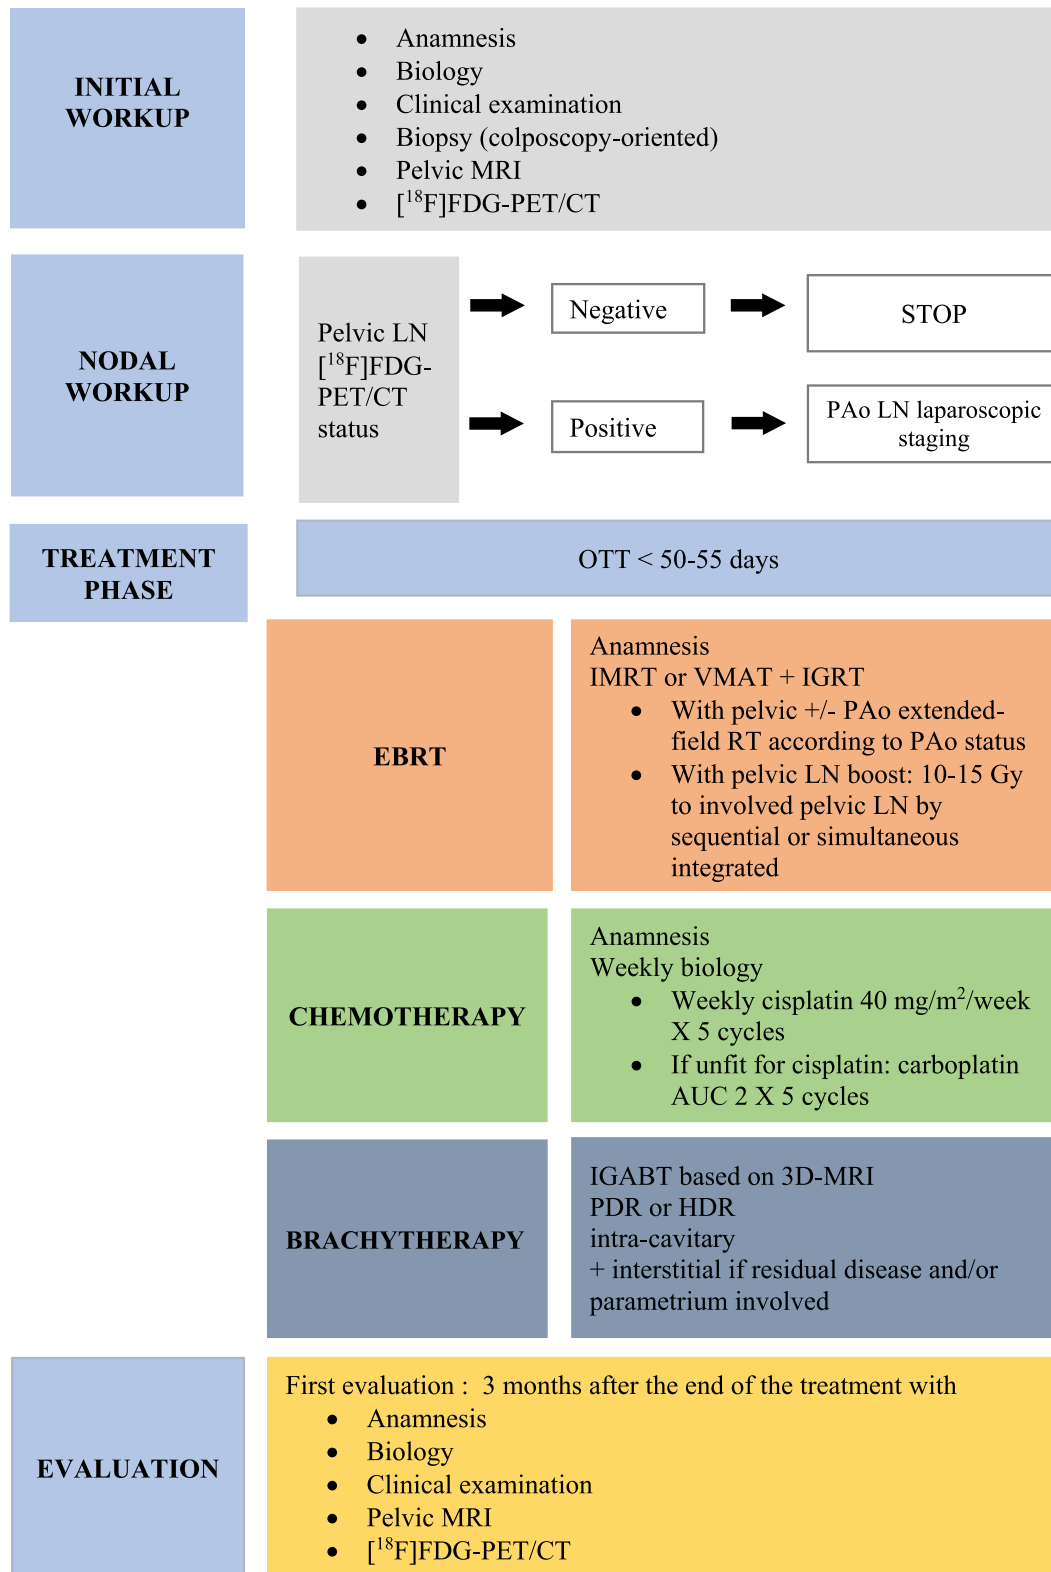 INITIAL
WORKUP
• Anamnesis
• Biology
• Clinical examination
• Biopsy (colposcopy-oriented)
• Pelvic MRI
• [¹⁸F]FDG-PET/CT
NODAL
WORKUP
Pelvic LN
[¹⁸F]FDG-
PET/CT
status
Negative
STOP
Positive
PAo LN laparoscopic
staging
TREATMENT
PHASE
OTT < 50-55 days
EBRT
Anamnesis
IMRT or VMAT + IGRT
• With pelvic +/- PAo extended-
field RT according to PAo status
• With pelvic LN boost: 10-15 Gy
to involved pelvic LN by
sequential or simultaneous
integrated
CHEMOTHERAPY
Anamnesis
Weekly biology
• Weekly cisplatin 40 mg/m²/week
X 5 cycles
• If unfit for cisplatin: carboplatin
AUC 2 X 5 cycles
BRACHYTHERAPY
IGABT based on 3D-MRI
PDR or HDR
intra-cavitary
+ interstitial if residual disease and/or
parametrium involved
EVALUATION
First evaluation : 3 months after the end of the treatment with
• Anamnesis
• Biology
• Clinical examination
• Pelvic MRI
• [¹⁸F]FDG-PET/CT